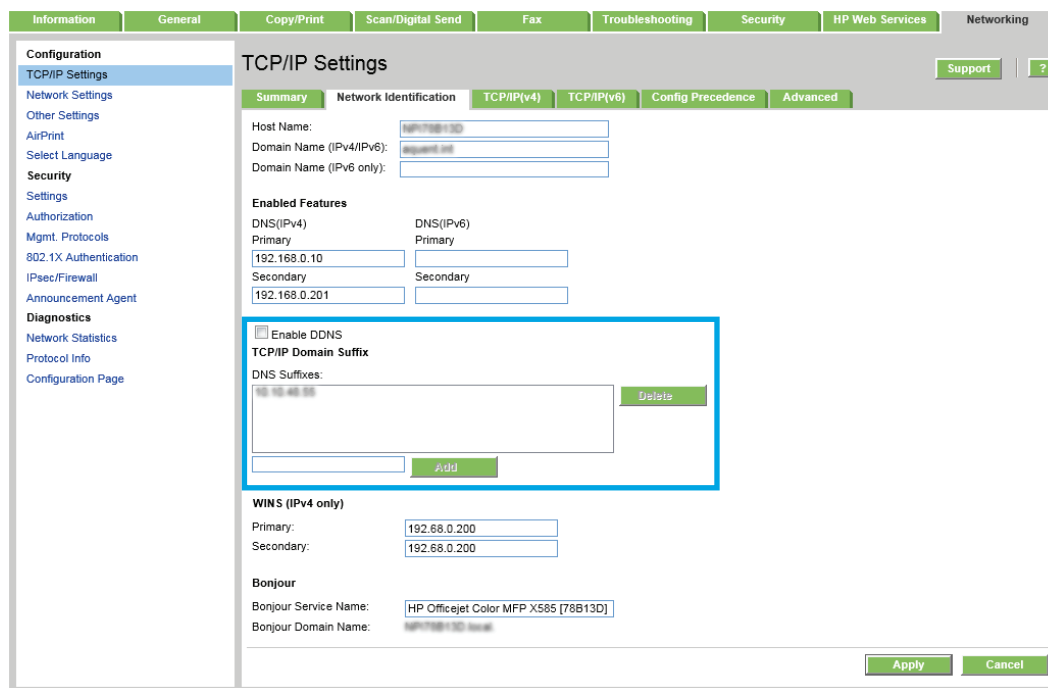 Information General Copy/Print Scan/Digital Send Fax Troubleshooting Security HP Web Services Networking
Configuration
TCP/IP Settings
Network Settings
Other Settings
AirPrint
Select Language
Security
Settings
Authorization
Mgmt. Protocols
802.1X Authentication
IPsec/Firewall
Announcement Agent
Diagnostics
Network Statistics
Protocol Info
Configuration Page
TCP/IP Settings
Support ?
Summary Network Identification TCP/IP(v4) TCP/IP(v6) Config Precedence Advanced
Host Name:
Domain Name (IPv4/IPv6):
Domain Name (IPv6 only):
Enabled Features
DNS(IPv4) DNS(IPv6)
Primary Primary
192.168.0.10
Secondary Secondary
192.168.0.201
Enable DDNS
TCP/IP Domain Suffix
DNS Suffixes:
Delete
Add
WINS (IPv4 only)
Primary: 192.68.0.200
Secondary: 192.68.0.200
Bonjour
Bonjour Service Name: HP Officejet Color MFP X585 [78B13D]
Bonjour Domain Name:
Apply Cancel